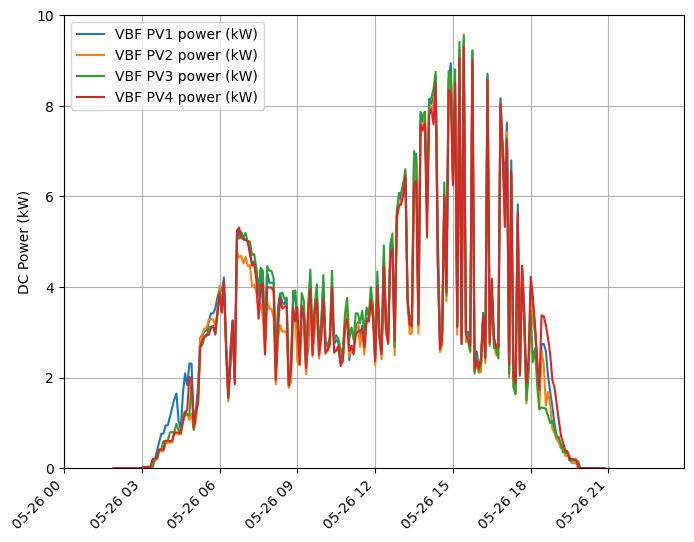 10
8
6
4
2
0
DC Power (kW)
VBF PV1 power (kW)
VBF PV2 power (kW)
VBF PV3 power (kW)
VBF PV4 power (kW)
05-26 00
05-26 03
05-26 06
05-26 09
05-26 12
05-26 15
05-26 18
05-26 21